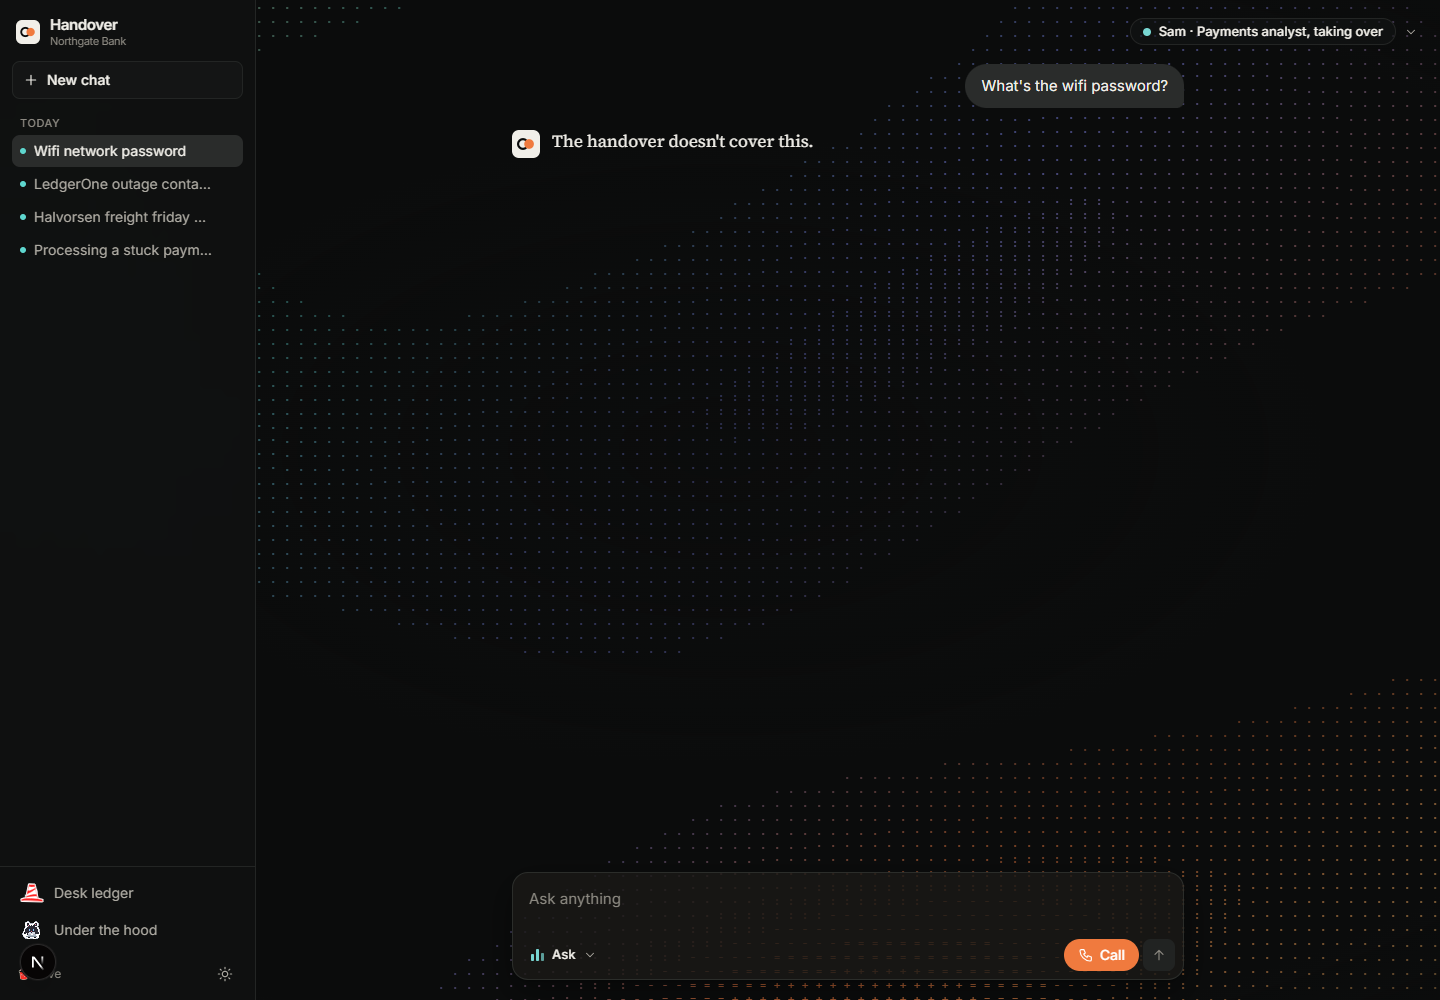 Handover
Northgate Bank
New chat
TODAY
Wifi network password
LedgerOne outage conta...
Halvorsen freight friday ...
Processing a stuck paym...
Desk ledger
Under the hood
N
Sam · Payments analyst, taking over
What's the wifi password?
The handover doesn't cover this.
Ask anything
Ask
Call